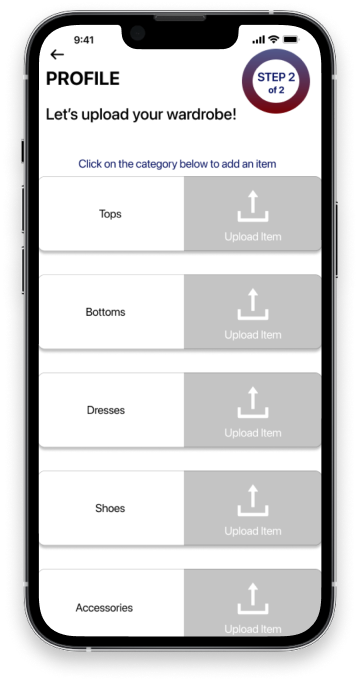 9:41
PROFILE
STEP 2
of 2
Let's upload your wardrobe!
Click on the category below to add an item
Tops
Upload Item
Bottoms
Upload Item
Dresses
Upload Item
Shoes
Upload Item
Accessories
Upload Item